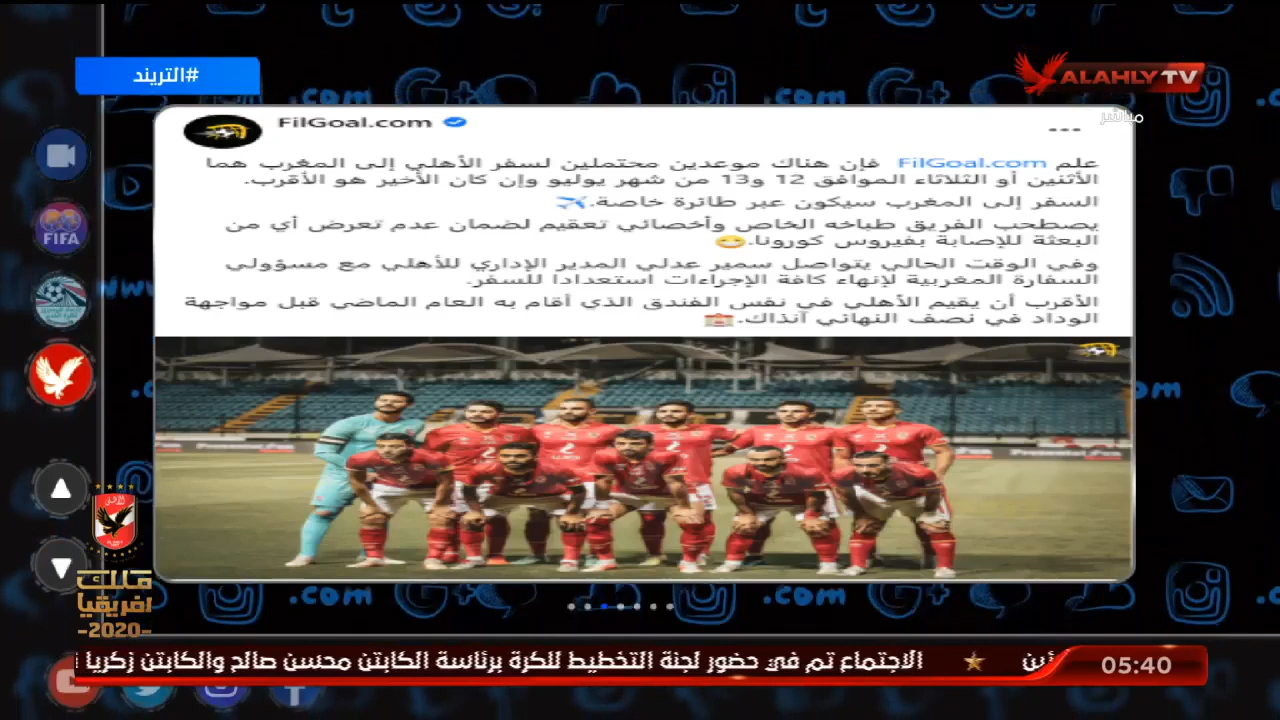 #التريند
ALAHLY TV
مباشر
FilGoal.com
علم FilGoal.com فإن هناك موعدين محتملين لسفر الأهلي إلى المغرب هما
الأثنين أو الثلاثاء الموافق 12 و13 من شهر يوليو وإن كان الأخير هو الأقرب.
السفر إلى المغرب سيكون عبر طائرة خاصة.
يصطحب الفريق طباخه الخاص وأخصائي تعقيم لضمان عدم تعرض أي من
البعثة للإصابة بفيروس كورونا.
وفي الوقت الحالي يتواصل سمير عدلي المدير الإداري للأهلي مع مسؤولي
السفارة المغربية لإنهاء كافة الإجراءات استعدادا للسفر.
الأقرب أن يقيم الأهلي في نفس الفندق الذي أقام به العام الماضي قبل مواجهة
الوداد في نصف النهائي آنذاك.
FIFA
ملك
افريقيا
-2020-
الاجتماع تم في حضور لجنة التخطيط للكرة برئاسة الكابتن محسن صالح والكابتن زكريا
05:40